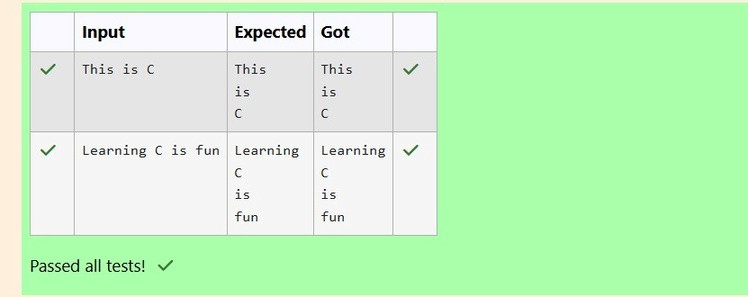 Input Expected Got
This is C This This
is is
C C
Learning C is fun Learning Learning
C C
is is
fun fun
Passed all tests!